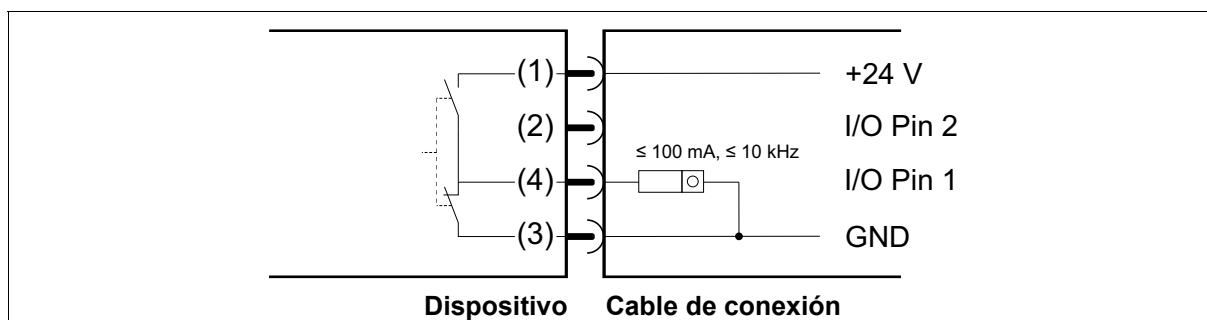 (1) +24 V
(2) I/O Pin 2
≤ 100 mA, ≤ 10 kHz
(4) I/O Pin 1
(3) GND
Dispositivo Cable de conexión